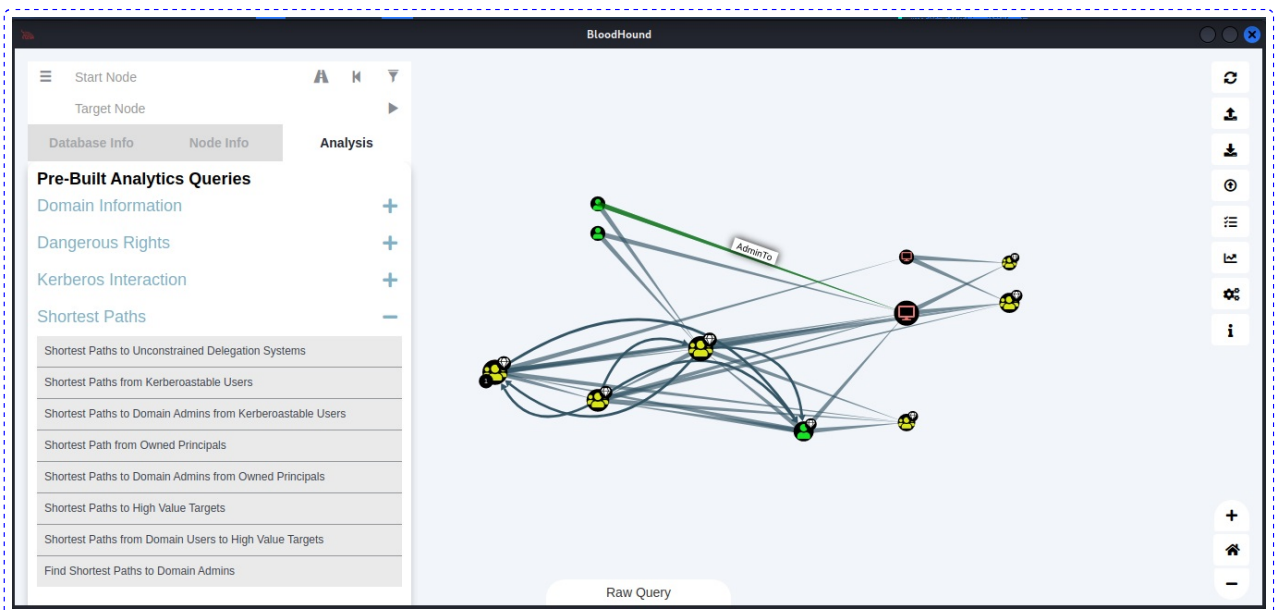 BloodHound
Start Node
Target Node
Database Info Node Info Analysis
Pre-Built Analytics Queries
Domain Information
Dangerous Rights
Kerberos Interaction
Shortest Paths
Shortest Paths to Unconstrained Delegation Systems
Shortest Paths from Kerberoastable Users
Shortest Paths to Domain Admins from Kerberoastable Users
Shortest Path from Owned Principals
Shortest Paths to Domain Admins from Owned Principals
Shortest Paths to High Value Targets
Shortest Paths from Domain Users to High Value Targets
Find Shortest Paths to Domain Admins
AdminTo
1
Raw Query